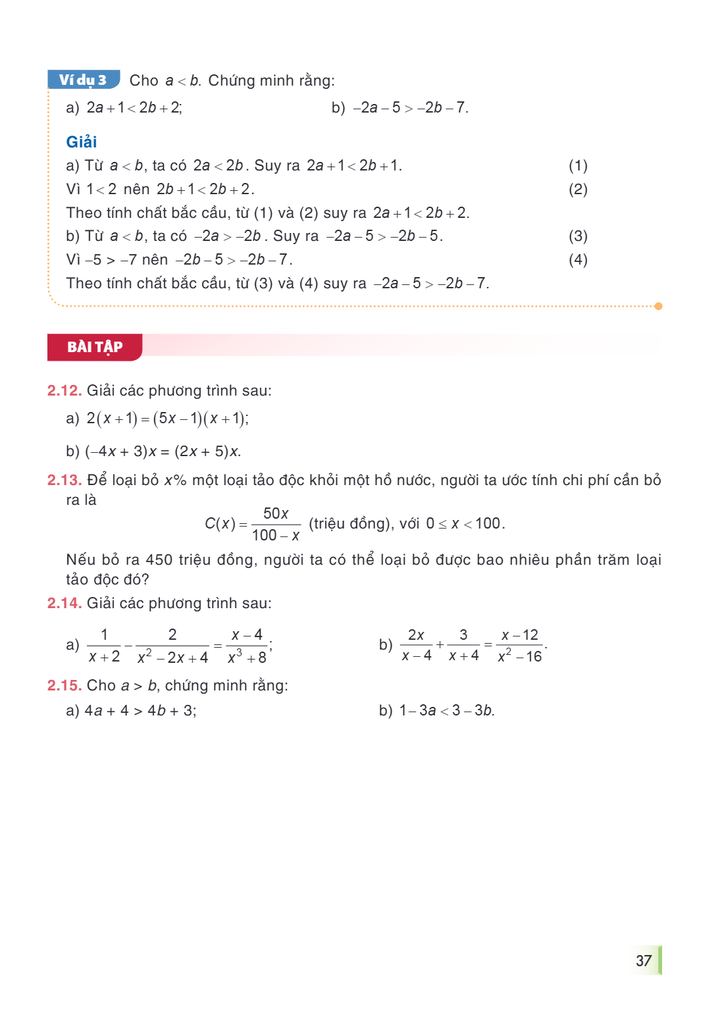 Ví dụ 3 Cho a < b. Chứng minh rằng:
a) 2a + 1 < 2b + 2; b) –2a – 5 > –2b – 7.
Giải
a) Từ a < b, ta có 2a < 2b. Suy ra 2a + 1 < 2b + 1. (1)
Vì 1 < 2 nên 2b + 1 < 2b + 2. (2)
Theo tính chất bắc cầu, từ (1) và (2) suy ra 2a + 1 < 2b + 2.
b) Từ a < b, ta có –2a > –2b. Suy ra –2a – 5 > –2b – 5. (3)
Vì –5 > –7 nên –2b – 5 > –2b – 7. (4)
Theo tính chất bắc cầu, từ (3) và (4) suy ra –2a – 5 > –2b – 7.
BÀI TẬP
2.12. Giải các phương trình sau:
a) 2(x + 1) = (5x – 1)(x + 1);
b) (–4x + 3)x = (2x + 5)x.
2.13. Để loại bỏ x% một loại tảo độc khỏi một hồ nước, người ta ước tính chi phí cần bỏ
ra là
C(x) = 50x / (100 – x) (triệu đồng), với 0 ≤ x < 100.
Nếu bỏ ra 450 triệu đồng, người ta có thể loại bỏ được bao nhiêu phần trăm loại
tảo độc đó?
2.14. Giải các phương trình sau:
a) 1/(x + 2) – 2/(x² – 2x + 4) = (x – 4)/(x³ + 8); b) 2x/(x – 4) + 3/(x + 4) = (x – 12)/(x² – 16).
2.15. Cho a > b, chứng minh rằng:
a) 4a + 4 > 4b + 3; b) 1 – 3a < 3 – 3b.
37